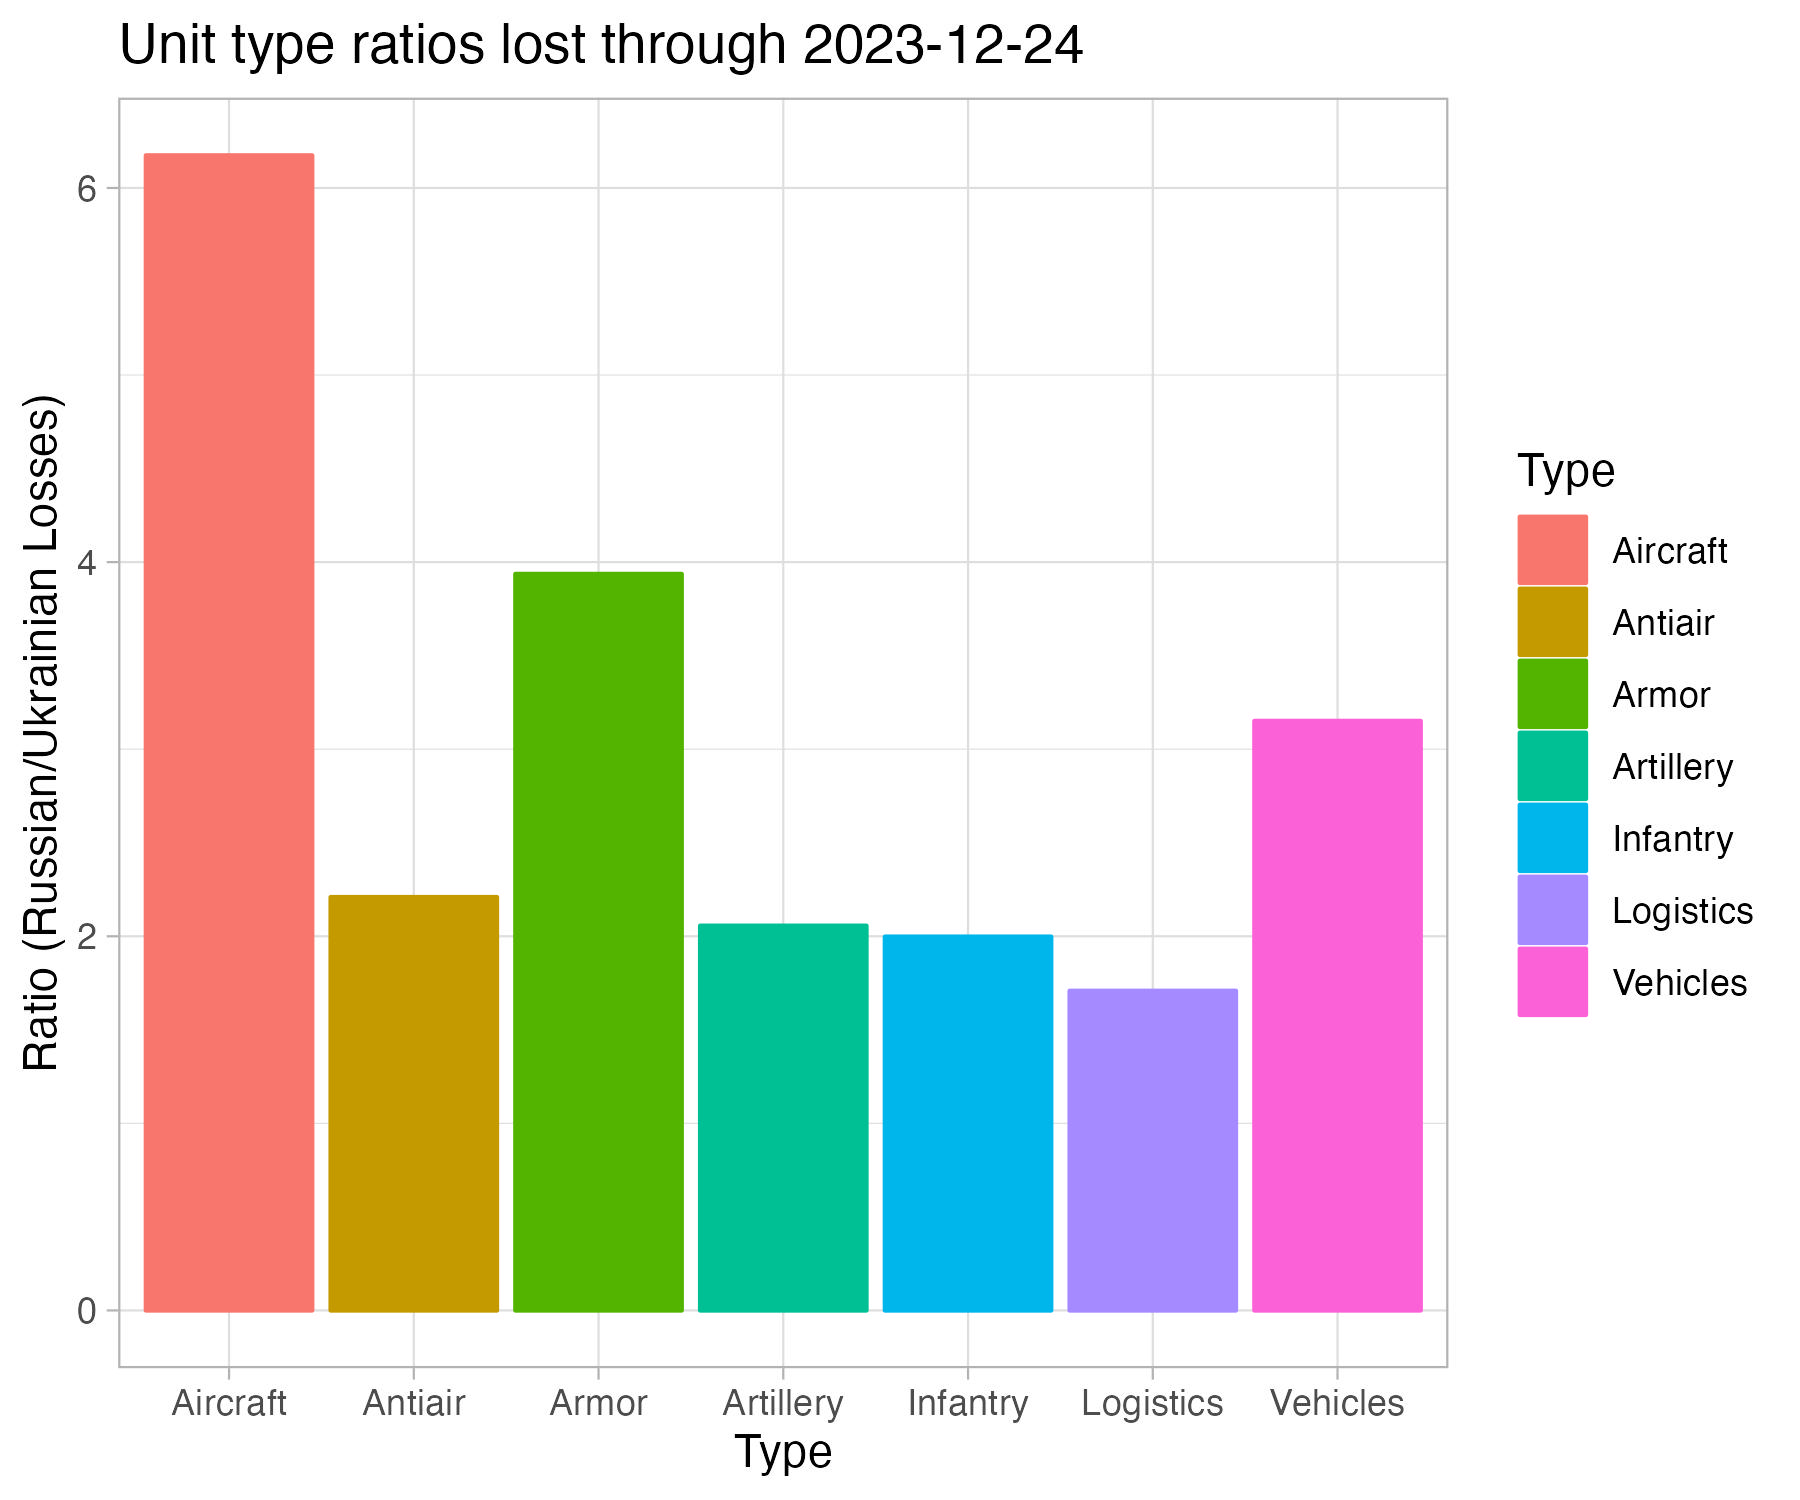 Unit type ratios lost through 2023-12-24
Ratio (Russian/Ukrainian Losses)
6
4
2
0
Aircraft
Antiair
Armor
Artillery
Infantry
Logistics
Vehicles
Type
Type
Aircraft
Antiair
Armor
Artillery
Infantry
Logistics
Vehicles